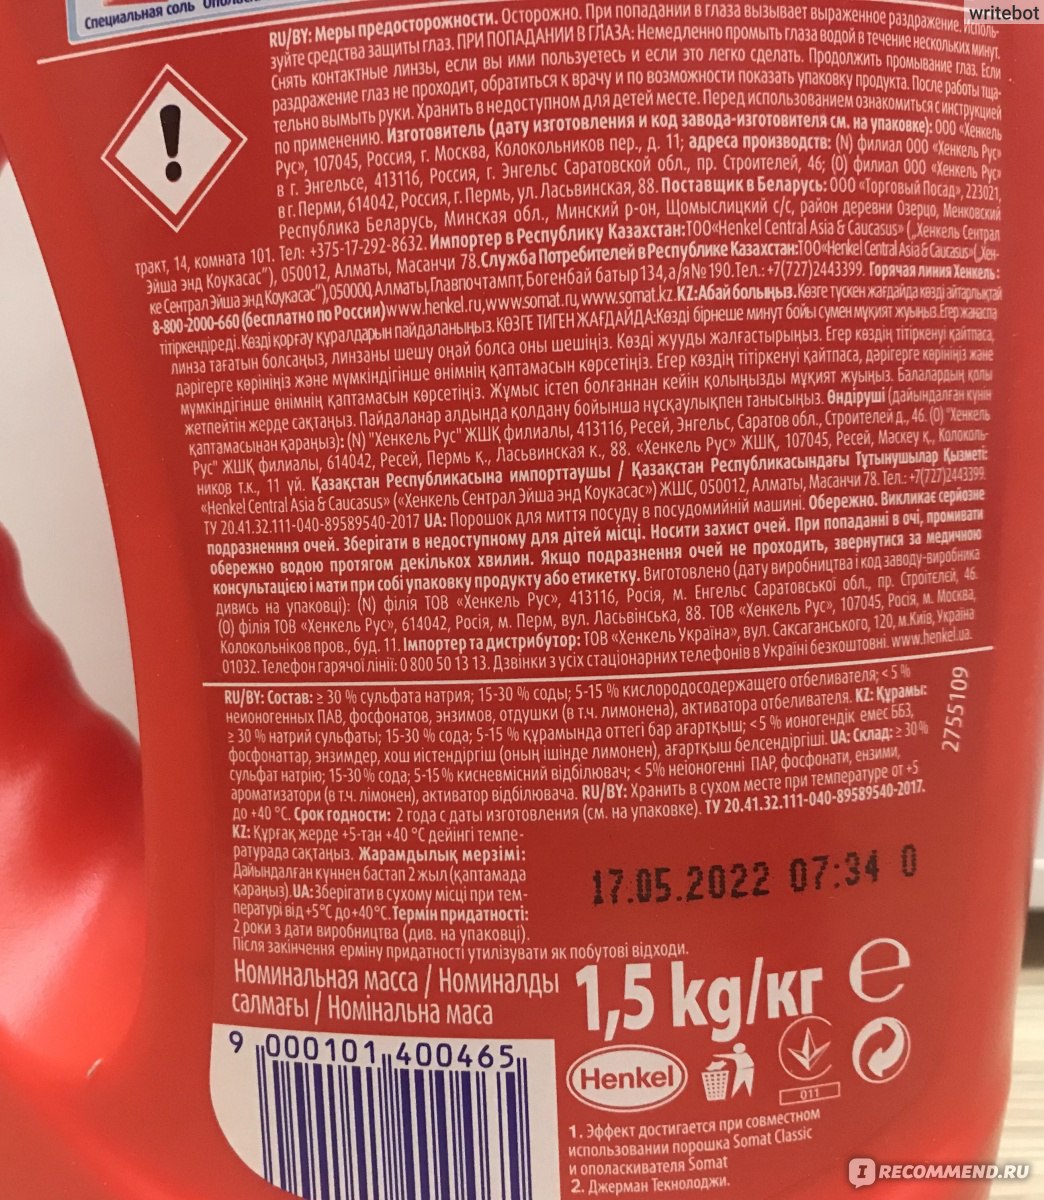 writebot
Специальная соль
RU/BY: Меры предосторожности. Осторожно. При попадании в глаза вызывает выраженное раздражение. Исполь-
зуйте средства защиты глаз. ПРИ ПОПАДАНИИ В ГЛАЗА: Немедленно промыть глаза водой в течение нескольких минут.
Снять контактные линзы, если вы ими пользуетесь и если это легко сделать. Продолжить промывание глаз. Если
раздражение глаз не проходит, обратиться к врачу и по возможности показать упаковку продукта. После работы тща-
тельно вымыть руки. Хранить в недоступном для детей месте. Перед использованием ознакомиться с инструкцией
по применению. Изготовитель (дату изготовления и код завода-изготовителя см. на упаковке): ООО «Хенкель
Рус», 107045, Россия, г. Москва, Колокольников пер., д. 11; адреса производств: (N) филиал ООО «Хенкель Рус»
в г. Энгельсе, 413116, Россия, г. Энгельс Саратовской обл., пр. Строителей, 46; (О) филиал ООО «Хенкель Рус»
в г. Перми, 614042, Россия, г. Пермь, ул. Ласьвинская, 88. Поставщик в Беларусь: ООО «Торговый Посад», 223021,
Республика Беларусь, Минская обл., Минский р-он, Щомыслицкий с/с, район деревни Озерцо, Менковский
тракт, 14, комната 101. Тел: +375-17-292-8632. Импортер в Республику Казахстан:ТОО«Henkel Central Asia & Caucasus» („Хенкель Сентрал
Эйша энд Коукасас”), 050012, Алматы, Масанчи 78.Служба Потребителей в Республике Казахстан:ТОО«Henkel Central Asia & Caucasus»(„Хен-
ке Сентрал Эйша энд Коукасас”),050000,Алматы,Главпочтампт, Богенбай батыр 134, а/я № 190.Тел.: +7(727)2443399. Горячая линия Хенкель:
8-800-2000-660 (бесплатно по России)www.henkel.ru,www.somat.ru,www.somat.kz.KZ:Абай болыңыз.Көзге түскен жағдайда көзді айтарлықтай
тітіркендіреді. Көзді қорғау құралдарын пайдаланыңыз.КӨЗГЕ ТИГЕН ЖАҒДАЙДА:Көзді бірнеше минут бойы сумен мұқият жуыңыз.Егер жанаспа
линза тағатын болсаңыз, линзаны шешу оңай болса оны шешіңіз. Көзді жууды жалғастырыңыз. Егер көздің тітіркенуі қайтпаса,
дәрігерге көрініңіз және мүмкіндігінше өнімнің қаптамасын көрсетіңіз. Егер көздің тітіркенуі қайтпаса, дәрігерге көрініңіз және
мүмкіндігінше өнімнің қаптамасын көрсетіңіз. Жұмыс істеп болғаннан кейін қолыңызды мұқият жуыңыз. Балалардың қолы
жетпейтін жерде сақтаңыз. Пайдаланар алдында қолдану бойынша нұсқаулықпен танысыңыз. Өндіруші (дайындалған күнін
қаптамасынан қараңыз): (N) "Хенкель Рус" ЖШҚ филиалы, 413116, Ресей, Энгельс, Саратов обл., Строителей д., 46. (О) "Хенкель
Рус" ЖШҚ филиалы, 614042, Ресей, Пермь қ., Ласьвинская к., 88. «Хенкель Рус» ЖШҚ, 107045, Ресей, Маскеу қ., Колоколь-
ников т.к., 11 үй. Қазақстан Республикасына импорттаушы / Қазақстан Республикасындағы Тұтынушылар Қызметі:
«Henkel Central Asia & Caucasus» («Хенкель Сентрал Эйша энд Коукасас») ЖШС, 050012, Алматы, Масанчи 78. Тел.: +7(727)2443399.
ТУ 20.41.32.111-040-89589540-2017 UA: Порошок для миття посуду в посудомийній машині. Обережно. Викликає серйозне
подразненння очей. Зберігати в недоступному для дітей місці. Носити захист очей. При попаданні в очі, промивати
обережно водою протягом декількох хвилин. Якщо подразнення очей не проходить, звернутися за медичною
консультацією і мати при собі упаковку продукту або етикетку. Виготовлено (дату виробництва і код заводу-виробника
дивись на упаковці): (N) філія ТОВ «Хенкель Рус», 413116, Росія, м. Енгельс Саратовської обл., пр. Строітєлєй, 46.
(О) філія ТОВ «Хенкель Рус», 614042, Росія, м. Перм, вул. Ласьвінська, 88. ТОВ «Хенкель Рус», 107045, Росія, м. Москва,
Колокольніков пров., буд. 11. Імпортер та дистрибутор: ТОВ «Хенкель Україна», вул. Саксаганського, 120, м.Київ, Україна
01032. Телефон гарячої лінії: 0 800 50 13 13. Дзвінки з усіх стаціонарних телефонів в Україні безкоштовні. www.henkel.ua.
RU/BY: Состав: ≥ 30 % сульфата натрия; 15-30 % соды; 5-15 % кислородосодержащего отбеливателя; < 5 %
неионогенных ПАВ, фосфонатов, энзимов, отдушки (в т.ч. лимонена), активатора отбеливателя. KZ: Құрамы:
≥ 30 % натрий сульфаты; 15-30 % сода; 5-15 % құрамында оттегі бар ағартқыш; <5 % ионогендік емес ББЗ,
фосфонаттар, энзимдер, хош иістендіргіш (оның ішінде лимонен), ағартқыш белсендіргіші. UA: Склад: ≥ 30 %
сульфат натрію; 15-30 % сода; 5-15 % кисневмісний відбілювач; < 5% неіоногенні ПАР, фосфонати, ензими,
ароматизатори (в т.ч. лімонен), активатор відбілювача. RU/BY: Хранить в сухом месте при температуре от +5
до +40 °C. Срок годности: 2 года с даты изготовления (см. на упаковке). ТУ 20.41.32.111-040-89589540-2017.
KZ: Құрғақ жерде +5-тан +40 °C дейінгі темпе-
ратурада сақтаңыз. Жарамдылық мерзімі:
Дайындалған күннен бастап 2 жыл (қаптамада
қараңыз). UA: Зберігати в сухому місці при тем-
пературі від +5°C до +40°C. Термін придатності:
2 роки з дати виробництва (див. на упаковці).
Після закінчення ерміну придатності утилізувати як побутові відходи.
2755109
17.05.2022 07:34 0
Номинальная масса / Номиналды
салмағы / Номінальна маса
1,5 kg/кг e
9 000101 400465
Henkel
011
1. Эффект достигается при совместном
использовании порошка Somat Classic
и ополаскивателя Somat
2. Джерман Текнолоджи.
I RECOMMEND.RU